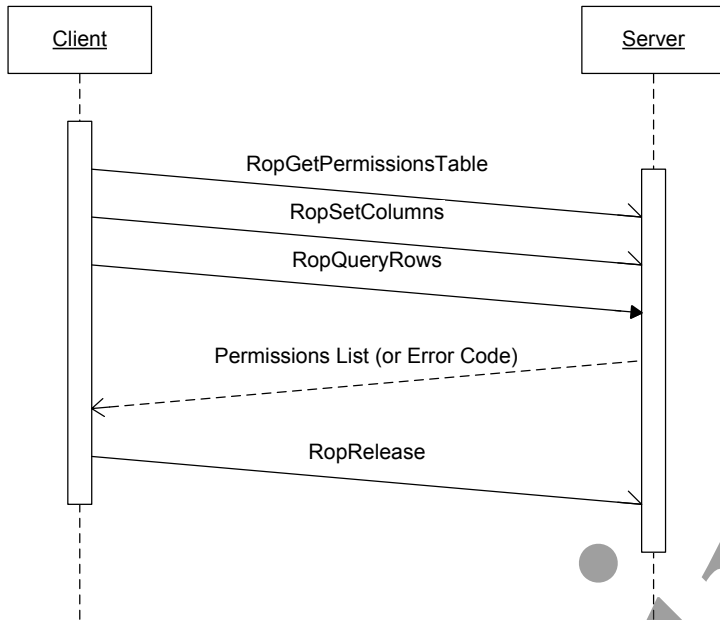 Client
Server
RopGetPermissionsTable
RopSetColumns
RopQueryRows
Permissions List (or Error Code)
RopRelease